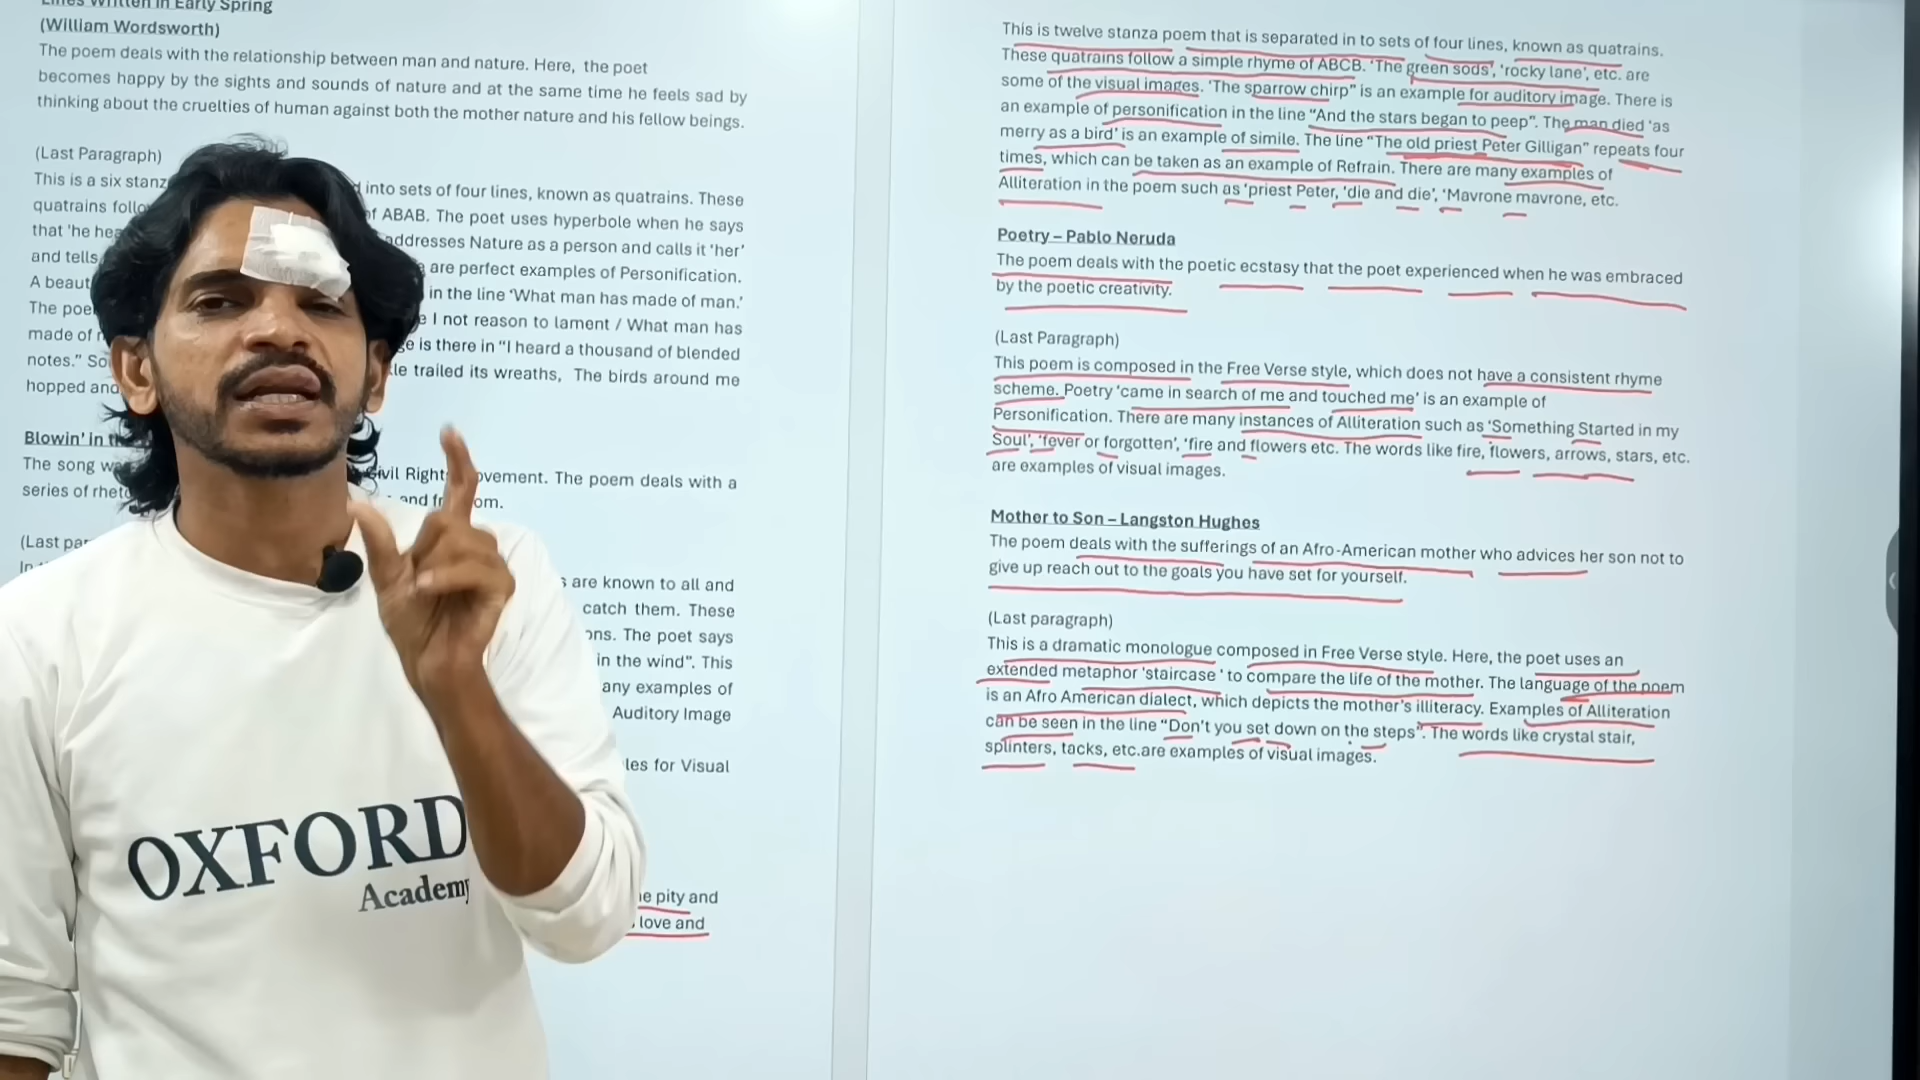 Lines Written in Early Spring
(William Wordsworth)
The poem deals with the relationship between man and nature. Here, the poet
becomes happy by the sights and sounds of nature and at the same time he feels sad by
thinking about the cruelties of human against both the mother nature and his fellow beings.
(Last Paragraph)
This is a six into sets of four lines, known as quatrains. These
quatrains of ABAB. The poet uses hyperbole when he says
that 'he addresses Nature as a person and calls it 'her'
and tells are perfect examples of Personification.
A in the line 'What man has made of man.'
The I not reason to lament / What man has
made of is there in "I heard a thousand of blended
notes." trailed its wreaths, The birds around me
hopped and
Blowin' in
The song Civil Rights The poem deals with a
series of and
(Last
are known to all and
catch them. These
The poet says
in the wind". This
any examples of
Auditory Image
for Visual
pity and
love and
This is twelve stanza poem that is separated in to sets of four lines, known as quatrains.
These quatrains follow a simple rhyme of ABCB. 'The green sods', 'rocky lane', etc. are
some of the visual images. 'The sparrow chirp" is an example for auditory image. There is
an example of personification in the line "And the stars began to peep". The man died 'as
merry as a bird' is an example of simile. The line "The old priest Peter Gilligan" repeats four
times, which can be taken as an example of Refrain. There are many examples of
Alliteration in the poem such as 'priest Peter, 'die and die', 'Mavrone mavrone, etc.
Poetry – Pablo Neruda
The poem deals with the poetic ecstasy that the poet experienced when he was embraced
by the poetic creativity.
(Last Paragraph)
This poem is composed in the Free Verse style, which does not have a consistent rhyme
scheme. Poetry 'came in search of me and touched me' is an example of
Personification. There are many instances of Alliteration such as 'Something Started in my
Soul', 'fever or forgotten', 'fire and flowers etc. The words like fire, flowers, arrows, stars, etc.
are examples of visual images.
Mother to Son – Langston Hughes
The poem deals with the sufferings of an Afro-American mother who advices her son not to
give up reach out to the goals you have set for yourself.
(Last paragraph)
This is a dramatic monologue composed in Free Verse style. Here, the poet uses an
extended metaphor 'staircase ' to compare the life of the mother. The language of the poem
is an Afro American dialect, which depicts the mother's illiteracy. Examples of Alliteration
can be seen in the line "Don't you set down on the steps". The words like crystal stair,
splinters, tacks, etc.are examples of visual images.
OXFORD
Academy